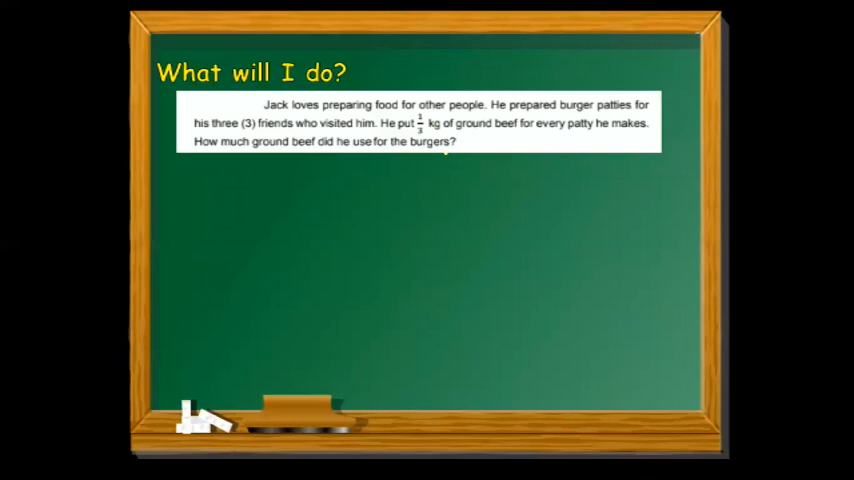 What will I do?
Jack loves preparing food for other people. He prepared burger patties for
his three (3) friends who visited him. He put 1/3 kg of ground beef for every patty he makes.
How much ground beef did he use for the burgers?